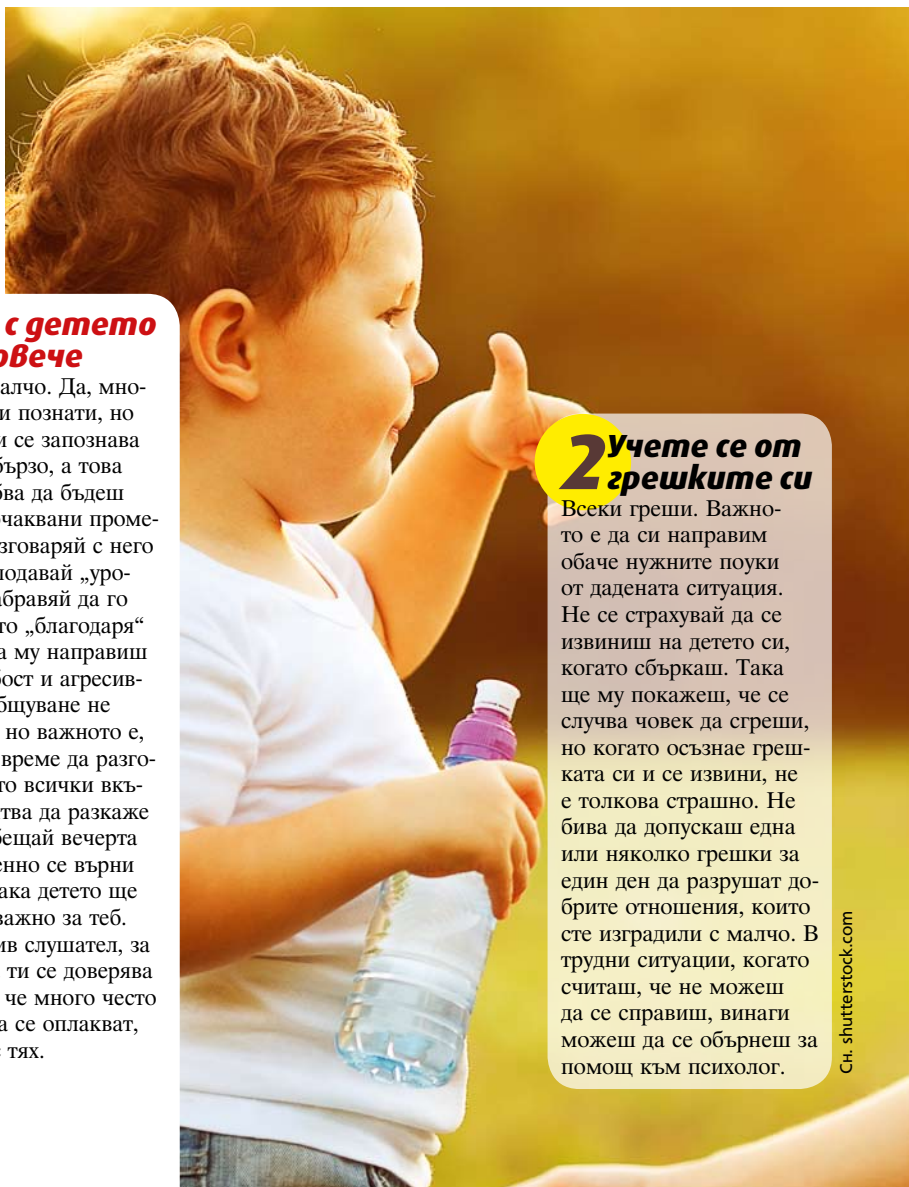 с детето
овече
алчо. Да, мно-
и познати, но
и се запознава
бързо, а това
бва да бъдеш
очаквани проме-
зговаряй с него
подавай „уро-
абравяй да го
то „благодаря“
а му направиш
бост и агресив-
бщуване не
но важното е,
време да разго-
то всички вкъ-
тва да разкаже
бещай вечерта
енно се върни
ака детето ще
важно за теб.
ив слушател, за
ти се доверява
че много често
а се оплакват,
с тях.
2 Учете се от
грешките си
Всеки греши. Важно-
то е да си направим
обаче нужните поуки
от дадената ситуация.
Не се страхувай да се
извиниш на детето си,
когато сбъркаш. Така
ще му покажеш, че се
случва човек да сгреши,
но когато осъзнае греш-
ката си и се извини, не
е толкова страшно. Не
бива да допускаш една
или няколко грешки за
един ден да разрушат до-
брите отношения, които
сте изградили с малчо. В
трудни ситуации, когато
считаш, че не можеш
да се справиш, винаги
можеш да се обърнеш за
помощ към психолог.
Сн. shutterstock.com